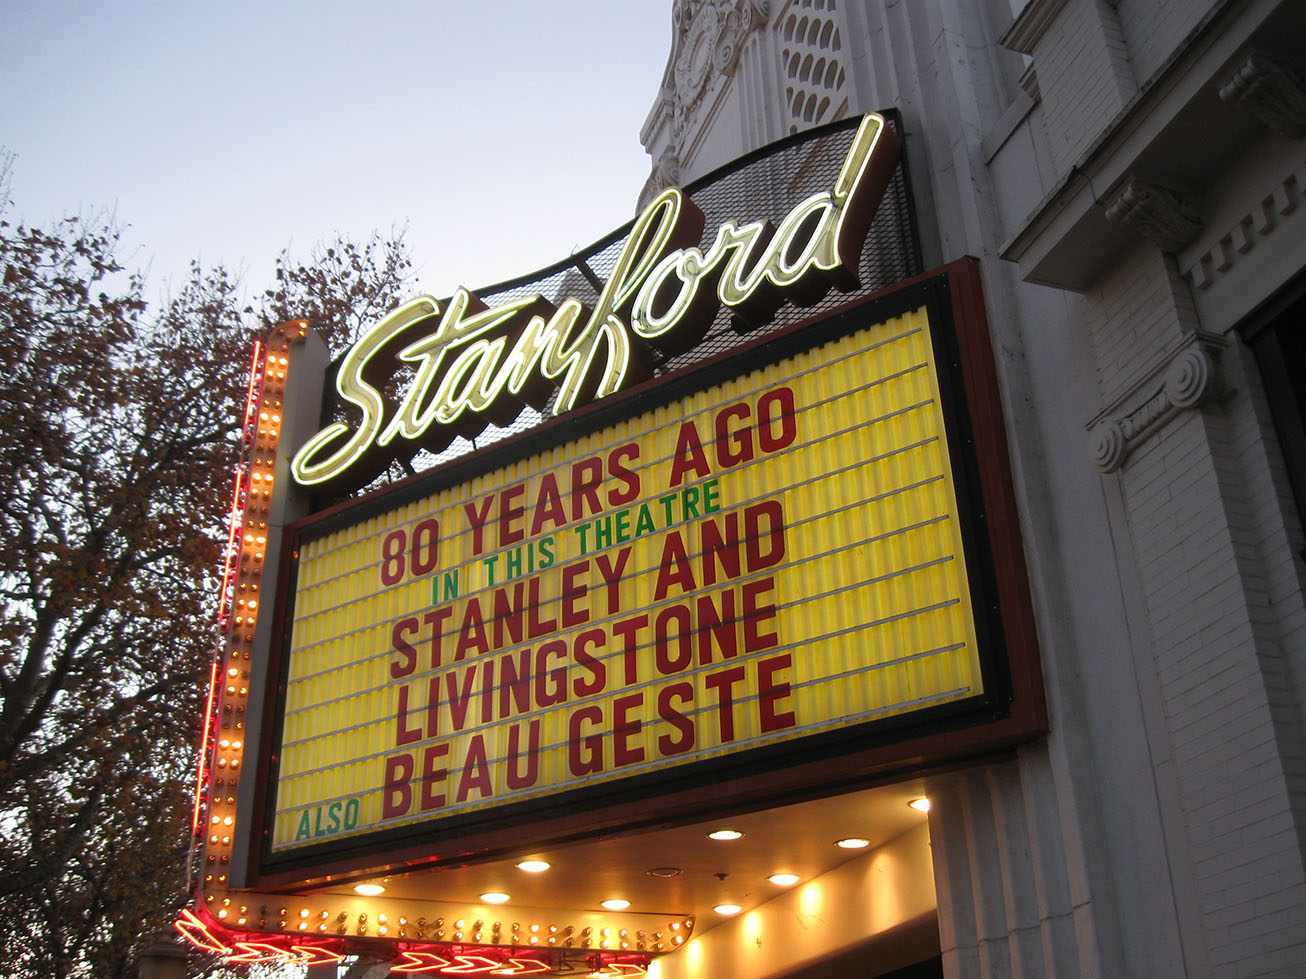 Stanford
80 YEARS AGO
IN THIS THEATRE
STANLEY AND
LIVINGSTONE
ALSO BEAU GESTE